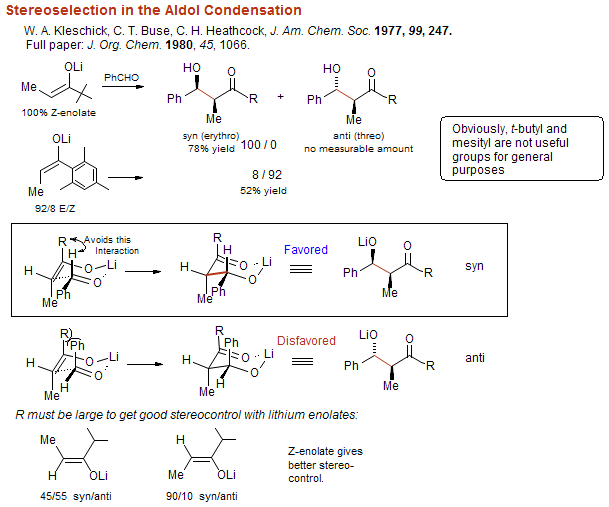 Stereoselection in the Aldol Condensation
W. A. Kleschick, C. T. Buse, C. H. Heathcock, J. Am. Chem. Soc. 1977, 99, 247.
Full paper: J. Org. Chem. 1980, 45, 1066.
OLi
Me
PhCHO
100% Z-enolate
HO
O
Ph
R
Me
+
HO
O
Ph
R
Me
syn (erythro)
78% yield
100 / 0
anti (threo)
no measurable amount
OLi
Me
92/8 E/Z
8 / 92
52% yield
Obviously, t-butyl and
mesityl are not useful
groups for general
purposes
R
Avoids this
Interaction
H
H
O
Li
O
Ph
Me
R
H
H
O
Li
O
Ph
Me
Favored
LiO
O
Ph
R
Me
syn
R
Ph
H
O
Li
O
H
Me
R
Ph
H
O
Li
O
H
Me
Disfavored
LiO
O
Ph
R
Me
anti
R must be large to get good stereocontrol with lithium enolates:
Me
H
OLi
45/55 syn/anti
H
Me
OLi
90/10 syn/anti
Z-enolate gives
better stereo-
control.